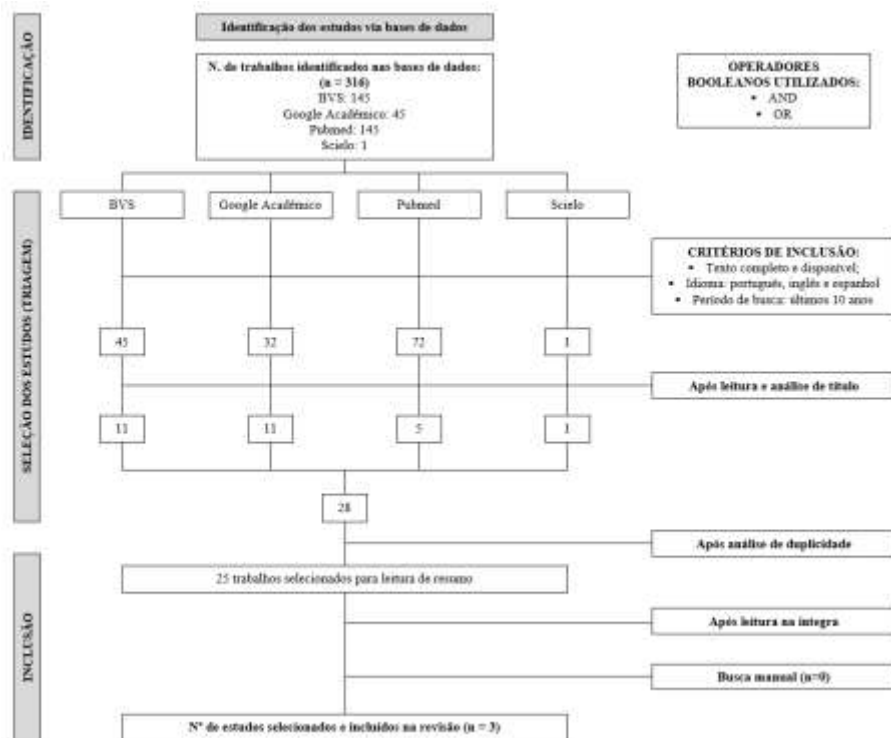 IDENTIFICAÇÃO
Identificação dos estudos via bases de dados
N. de trabalhos identificados nas bases de dados:
(n = 316)
BVS: 145
Google Acadêmico: 45
Pubmed: 145
Scielo: 1
OPERADORES
BOOLEANOS UTILIZADOS:
• AND
• OR
SELEÇÃO DOS ESTUDOS (TRIAGEM)
BVS
Google Acadêmico
Pubmed
Scielo
CRITÉRIOS DE INCLUSÃO:
• Texto completo e disponível;
• Idioma: português, inglês e espanhol
• Período de busca: últimos 10 anos
45
32
72
1
Após leitura e análise de título
11
11
5
1
28
Após análise de duplicidade
INCLUSÃO
25 trabalhos selecionados para leitura de resumo
Após leitura na íntegra
Busca manual (n=0)
Nº de estudos selecionados e incluídos na revisão (n = 3)